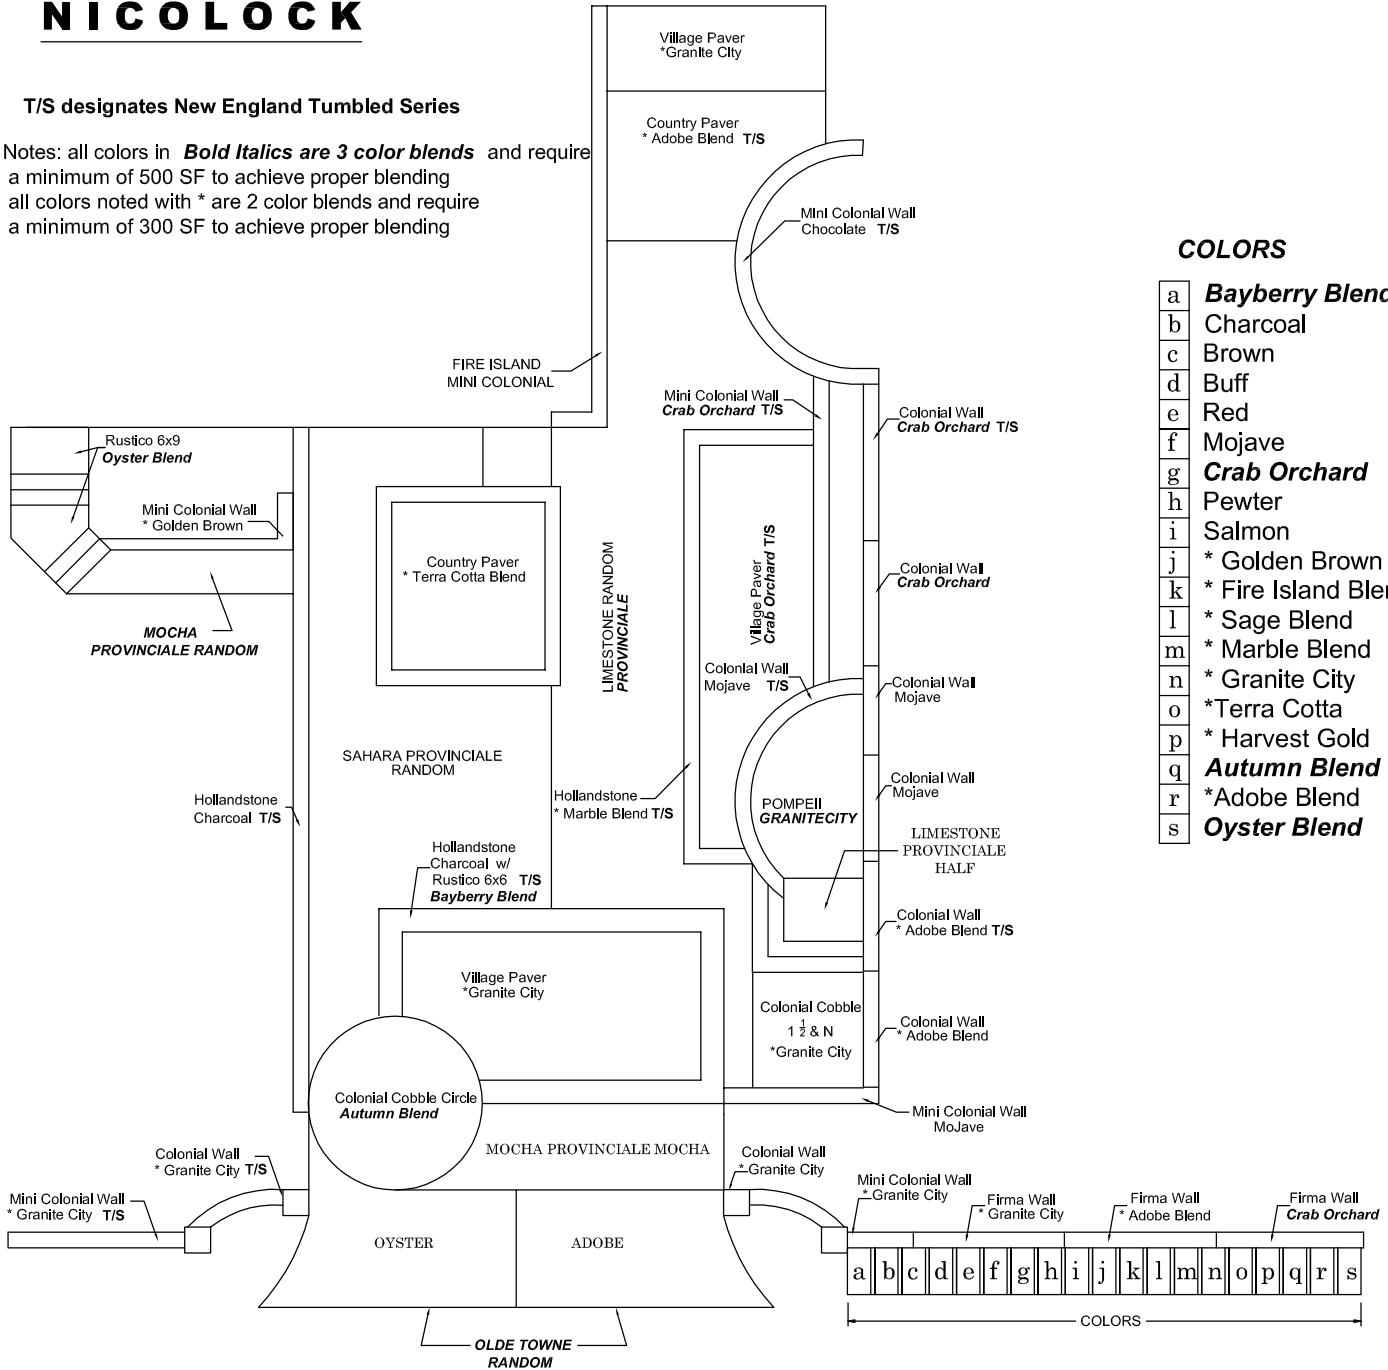 NICOLOCK
T/S designates New England Tumbled Series
Notes: all colors in Bold Italics are 3 color blends and require
a minimum of 500 SF to achieve proper blending
all colors noted with * are 2 color blends and require
a minimum of 300 SF to achieve proper blending
Village Paver
*Granite City
Country Paver
* Adobe Blend T/S
Mini Colonial Wall
Chocolate T/S
FIRE ISLAND
MINI COLONIAL
Mini Colonial Wall
Crab Orchard T/S
Colonial Wall
Crab Orchard T/S
Rustico 6x9
Oyster Blend
Mini Colonial Wall
* Golden Brown
Country Paver
* Terra Cotta Blend
LIMESTONE RANDOM
PROVINCIALE
Village Paver
Crab Orchard T/S
Colonial Wall
Crab Orchard
MOCHA
PROVINCIALE RANDOM
Colonial Wall
Mojave T/S
Colonial Wall
Mojave
SAHARA PROVINCIALE
RANDOM
Hollandstone
Charcoal T/S
Hollandstone
* Marble Blend T/S
POMPEII
GRANITECITY
Colonial Wall
Mojave
LIMESTONE
PROVINCIALE
HALF
Hollandstone
Charcoal w/
Rustico 6x6 T/S
Bayberry Blend
Colonial Wall
* Adobe Blend T/S
Village Paver
*Granite City
Colonial Cobble
1 1/2 & N
*Granite City
Colonial Wall
* Adobe Blend
Colonial Cobble Circle
Autumn Blend
Mini Colonial Wall
MoJave
MOCHA PROVINCIALE MOCHA
Colonial Wall
* Granite City T/S
Colonial Wall
* Granite City
Mini Colonial Wall
* Granite City T/S
Mini Colonial Wall
* Granite City
Firma Wall
* Granite City
Firma Wall
* Adobe Blend
Firma Wall
Crab Orchard
OYSTER
ADOBE
OLDE TOWNE
RANDOM
a b c d e f g h i j k l m n o p q r s
COLORS
COLORS
a Bayberry Blend
b Charcoal
c Brown
d Buff
e Red
f Mojave
g Crab Orchard
h Pewter
i Salmon
j * Golden Brown
k * Fire Island Ble
l * Sage Blend
m * Marble Blend
n * Granite City
o *Terra Cotta
p * Harvest Gold
q Autumn Blend
r *Adobe Blend
s Oyster Blend